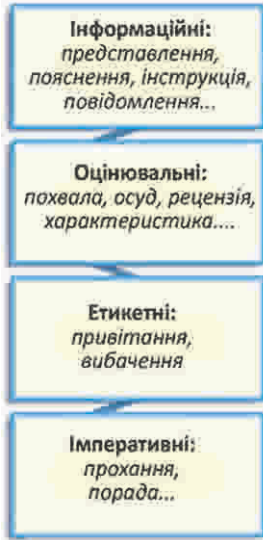 Інформаційні:
представлення,
пояснення, інструкція,
повідомлення...
Оцінювальні:
похвала, осуд, рецензія,
характеристика....
Етикетні:
привітання,
вибачення
Імперативні:
прохання,
порада...